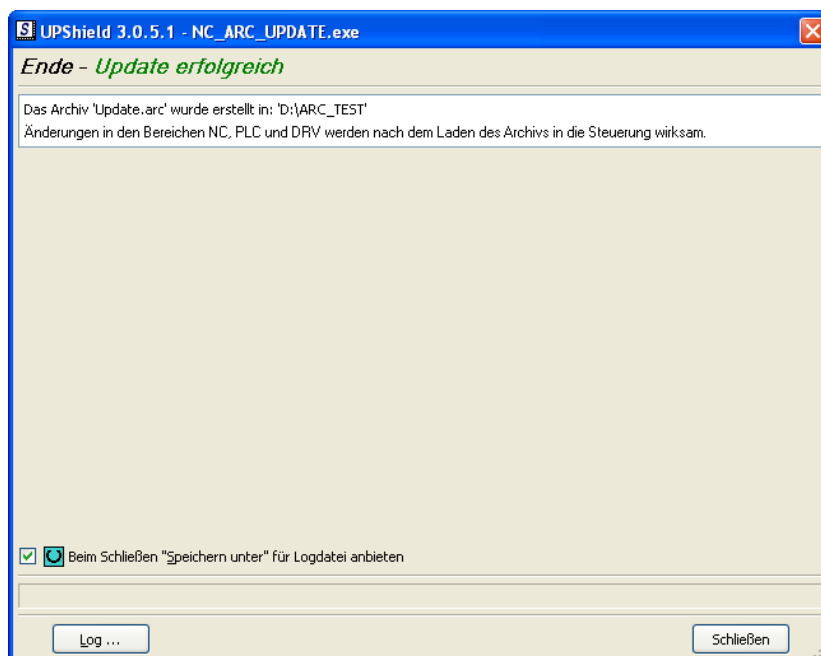 UPShield 3.0.5.1 - NC_ARC_UPDATE.exe
Ende - Update erfolgreich
Das Archiv 'Update.arc' wurde erstellt in: 'D:\ARC_TEST'
Änderungen in den Bereichen NC, PLC und DRV werden nach dem Laden des Archivs in die Steuerung wirksam.
Beim Schließen "Speichern unter" für Logdatei anbieten
Log ...
Schließen